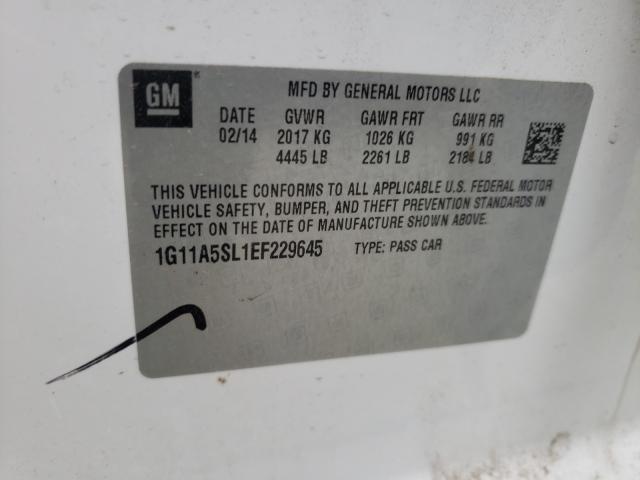 GM
MFD BY GENERAL MOTORS LLC
DATE GVWR GAWR FRT GAWR RR
02/14 2017 KG 1026 KG 991 KG
4445 LB 2261 LB 2184 LB
THIS VEHICLE CONFORMS TO ALL APPLICABLE U.S. FEDERAL MOTOR
VEHICLE SAFETY, BUMPER, AND THEFT PREVENTION STANDARDS IN
EFFECT ON THE DATE OF MANUFACTURE SHOWN ABOVE.
1G11A5SL1EF229645 TYPE: PASS CAR